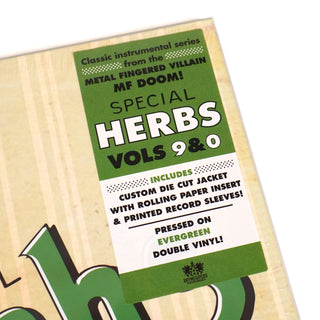 Classic instrumental series
from the
METAL FINGERED VILLAIN
MF DOOM!
SPECIAL
HERBS
VOLS 9&0
INCLUDES
CUSTOM DIE CUT JACKET
WITH ROLLING PAPER INSERT
& PRINTED RECORD SLEEVES!
PRESSED ON
EVERGREEN
DOUBLE VINYL!